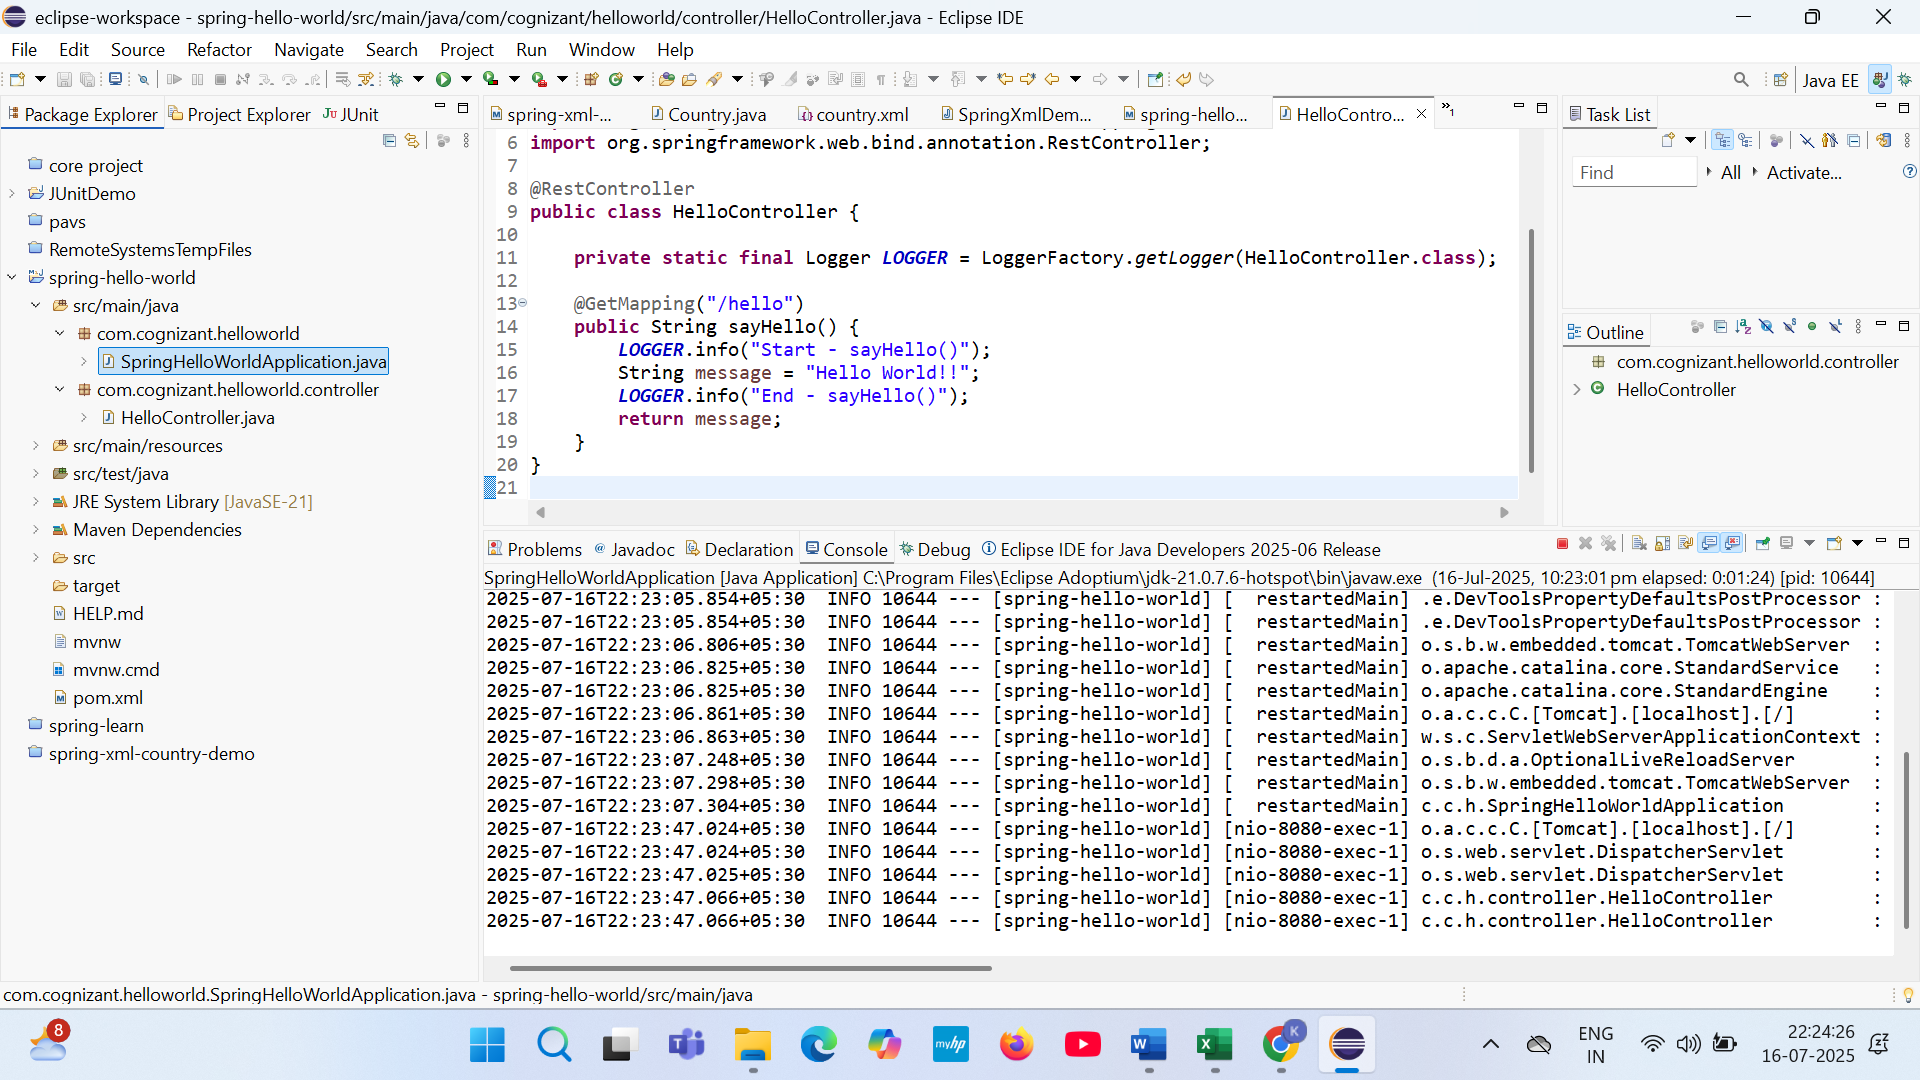 eclipse-workspace - spring-hello-world/src/main/java/com/cognizant/helloworld/controller/HelloController.java - Eclipse IDE
File Edit Source Refactor Navigate Search Project Run Window Help
Java EE
Package Explorer Project Explorer JUnit
core project
JUnitDemo
pavs
RemoteSystemsTempFiles
spring-hello-world
src/main/java
com.cognizant.helloworld
SpringHelloWorldApplication.java
com.cognizant.helloworld.controller
HelloController.java
src/main/resources
src/test/java
JRE System Library [JavaSE-21]
Maven Dependencies
src
target
HELP.md
mvnw
mvnw.cmd
pom.xml
spring-learn
spring-xml-country-demo
spring-xml-... Country.java country.xml SpringXmlDem... spring-hello... HelloContro... »1
6 import org.springframework.web.bind.annotation.RestController;
7
8 @RestController
9 public class HelloController {
10
11 private static final Logger LOGGER = LoggerFactory.getLogger(HelloController.class);
12
13 @GetMapping("/hello")
14 public String sayHello() {
15 LOGGER.info("Start - sayHello()");
16 String message = "Hello World!!";
17 LOGGER.info("End - sayHello()");
18 return message;
19 }
20 }
21
Task List
Find All Activate...
Outline
com.cognizant.helloworld.controller
HelloController
Problems Javadoc Declaration Console Debug Eclipse IDE for Java Developers 2025-06 Release
SpringHelloWorldApplication [Java Application] C:\Program Files\Eclipse Adoptium\jdk-21.0.7.6-hotspot\bin\javaw.exe (16-Jul-2025, 10:23:01 pm elapsed: 0:01:24) [pid: 10644]
2025-07-16T22:23:05.854+05:30 INFO 10644 --- [spring-hello-world] [ restartedMain] .e.DevToolsPropertyDefaultsPostProcessor :
2025-07-16T22:23:05.854+05:30 INFO 10644 --- [spring-hello-world] [ restartedMain] .e.DevToolsPropertyDefaultsPostProcessor :
2025-07-16T22:23:06.806+05:30 INFO 10644 --- [spring-hello-world] [ restartedMain] o.s.b.w.embedded.tomcat.TomcatWebServer :
2025-07-16T22:23:06.825+05:30 INFO 10644 --- [spring-hello-world] [ restartedMain] o.apache.catalina.core.StandardService :
2025-07-16T22:23:06.825+05:30 INFO 10644 --- [spring-hello-world] [ restartedMain] o.apache.catalina.core.StandardEngine :
2025-07-16T22:23:06.861+05:30 INFO 10644 --- [spring-hello-world] [ restartedMain] o.a.c.c.C.[Tomcat].[localhost].[/] :
2025-07-16T22:23:06.863+05:30 INFO 10644 --- [spring-hello-world] [ restartedMain] w.s.c.ServletWebServerApplicationContext :
2025-07-16T22:23:07.248+05:30 INFO 10644 --- [spring-hello-world] [ restartedMain] o.s.b.d.a.OptionalLiveReloadServer :
2025-07-16T22:23:07.298+05:30 INFO 10644 --- [spring-hello-world] [ restartedMain] o.s.b.w.embedded.tomcat.TomcatWebServer :
2025-07-16T22:23:07.304+05:30 INFO 10644 --- [spring-hello-world] [ restartedMain] c.c.h.SpringHelloWorldApplication :
2025-07-16T22:23:47.024+05:30 INFO 10644 --- [spring-hello-world] [nio-8080-exec-1] o.a.c.c.C.[Tomcat].[localhost].[/] :
2025-07-16T22:23:47.024+05:30 INFO 10644 --- [spring-hello-world] [nio-8080-exec-1] o.s.web.servlet.DispatcherServlet :
2025-07-16T22:23:47.025+05:30 INFO 10644 --- [spring-hello-world] [nio-8080-exec-1] o.s.web.servlet.DispatcherServlet :
2025-07-16T22:23:47.066+05:30 INFO 10644 --- [spring-hello-world] [nio-8080-exec-1] c.c.h.controller.HelloController :
2025-07-16T22:23:47.066+05:30 INFO 10644 --- [spring-hello-world] [nio-8080-exec-1] c.c.h.controller.HelloController :
com.cognizant.helloworld.SpringHelloWorldApplication.java - spring-hello-world/src/main/java
8
myhp
K
ENG
IN
22:24:26
16-07-2025